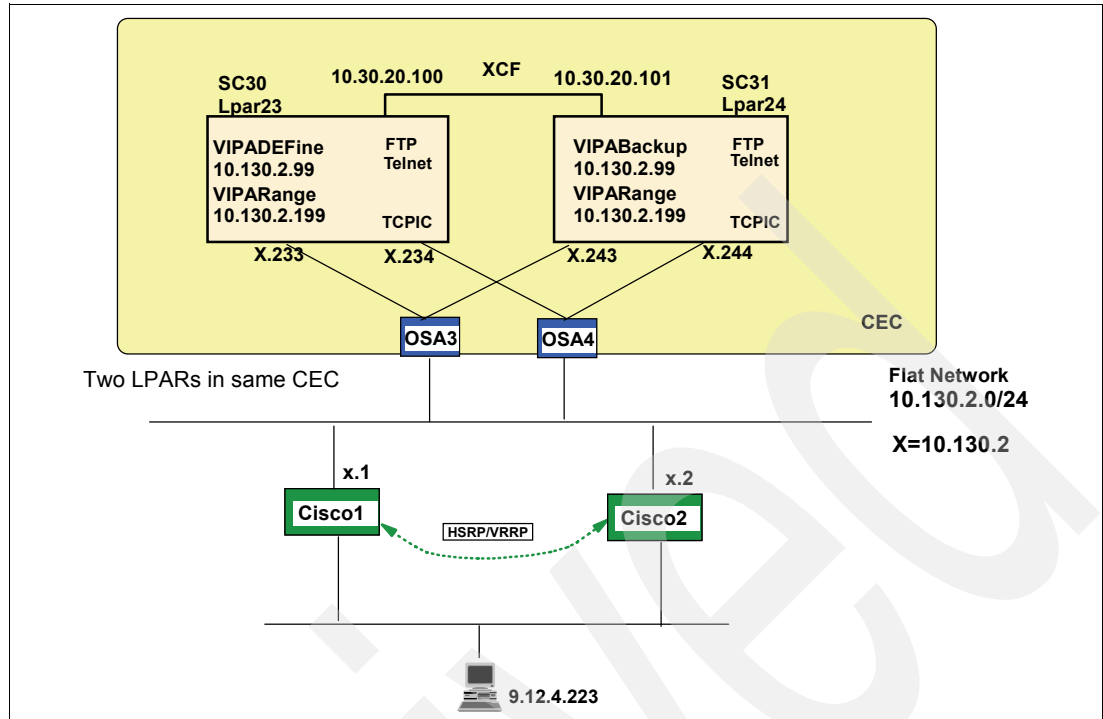 XCF
10.30.20.100
10.30.20.101
SC30
Lpar23
SC31
Lpar24
VIPADEFine
10.130.2.99
VIPARange
10.130.2.199
FTP
Telnet
TCPIC
VIPABackup
10.130.2.99
VIPARange
10.130.2.199
FTP
Telnet
TCPIC
X.233
X.234
X.243
X.244
OSA3
OSA4
CEC
Two LPARs in same CEC
Flat Network
10.130.2.0/24
X=10.130.2
x.1
x.2
Cisco1
HSRP/VRRP
Cisco2
9.12.4.223